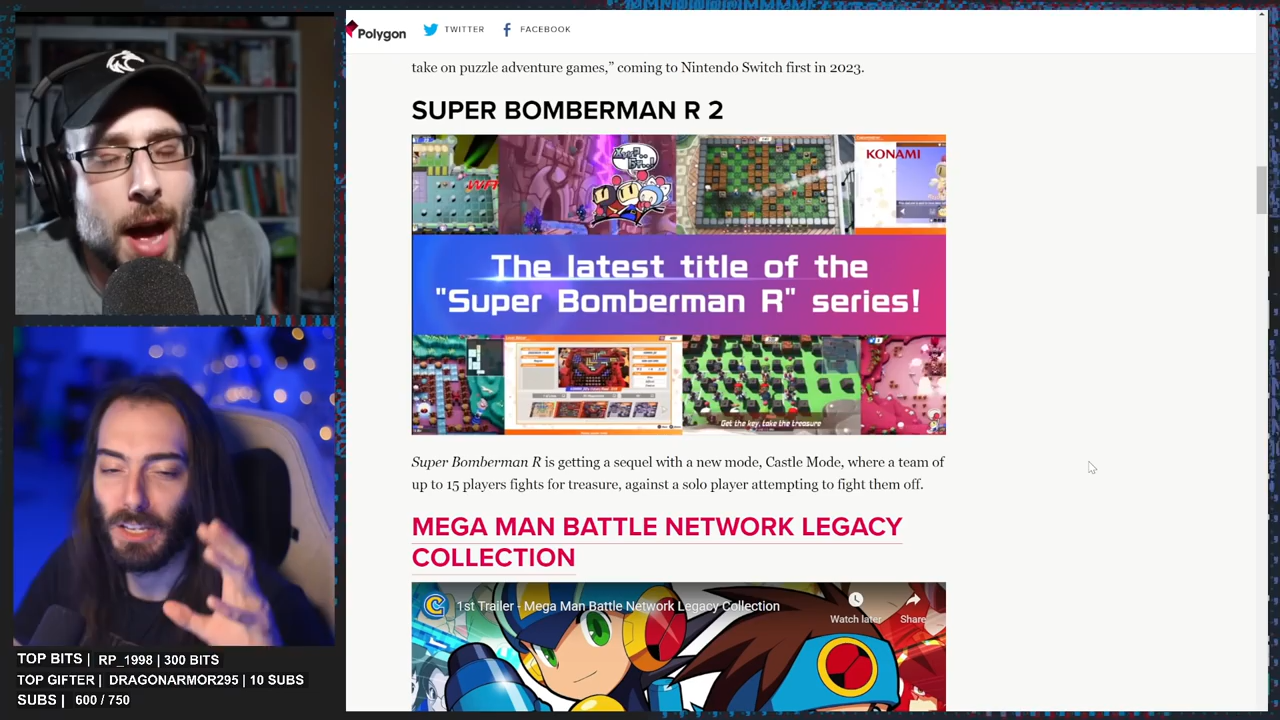 Polygon
TWITTER
FACEBOOK
take on puzzle adventure games,” coming to Nintendo Switch first in 2023.
SUPER BOMBERMAN R 2
KONAMI
The latest title of the
"Super Bomberman R" series!
Get the key, take the treasure
Super Bomberman R is getting a sequel with a new mode, Castle Mode, where a team of
up to 15 players fights for treasure, against a solo player attempting to fight them off.
MEGA MAN BATTLE NETWORK LEGACY
COLLECTION
1st Trailer - Mega Man Battle Network Legacy Collection
Watch later
Share
TOP BITS | RP_1998 | 300 BITS
TOP GIFTER | DRAGONARMOR295 | 10 SUBS
SUBS | 600 / 750